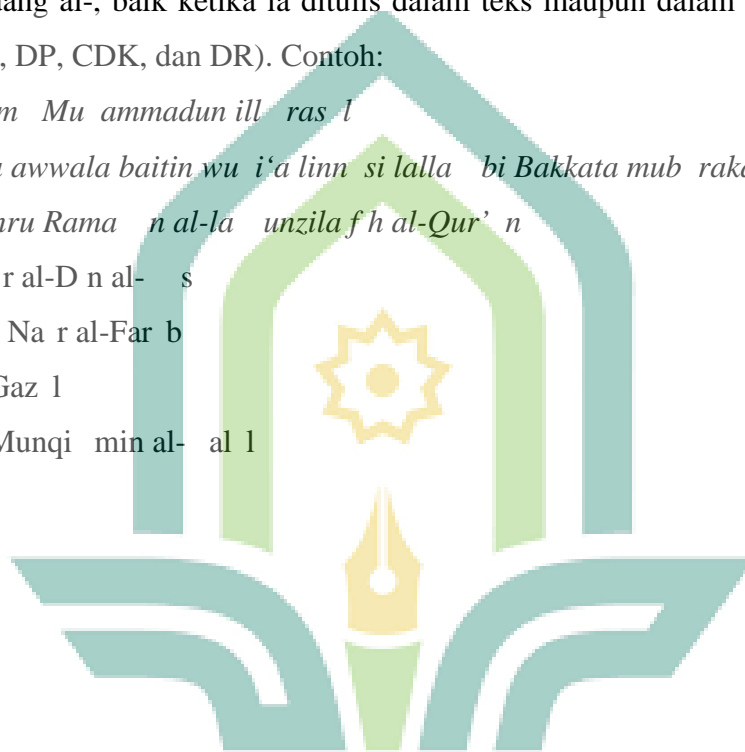 ang al-, baik ketika ia ditulis dalam teks maupun dalam
, DP, CDK, dan DR). Contoh:
m Mu ammadun ill ras l
a awwala baitin wu i‘a linn si lalla bi Bakkata mub raka
ru Rama n al-la unzila f h al-Qur’ n
r al-D n al- s
Na r al-Far b
Gaz l
Munqi min al- al l